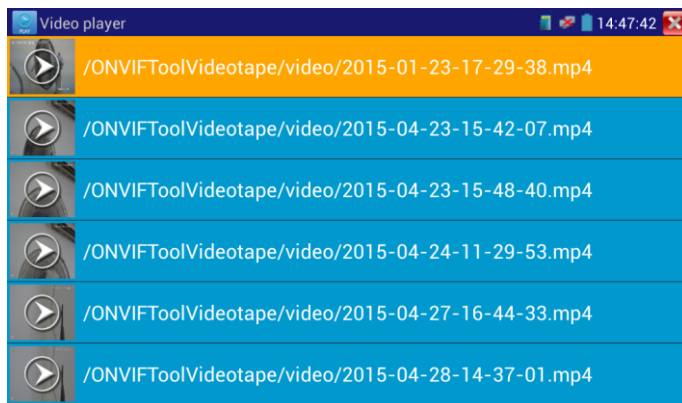 PLAY
Video player
14:47:42
/ONVIFToolVideotape/video/2015-01-23-17-29-38.mp4
/ONVIFToolVideotape/video/2015-04-23-15-42-07.mp4
/ONVIFToolVideotape/video/2015-04-23-15-48-40.mp4
/ONVIFToolVideotape/video/2015-04-24-11-29-53.mp4
/ONVIFToolVideotape/video/2015-04-27-16-44-33.mp4
/ONVIFToolVideotape/video/2015-04-28-14-37-01.mp4